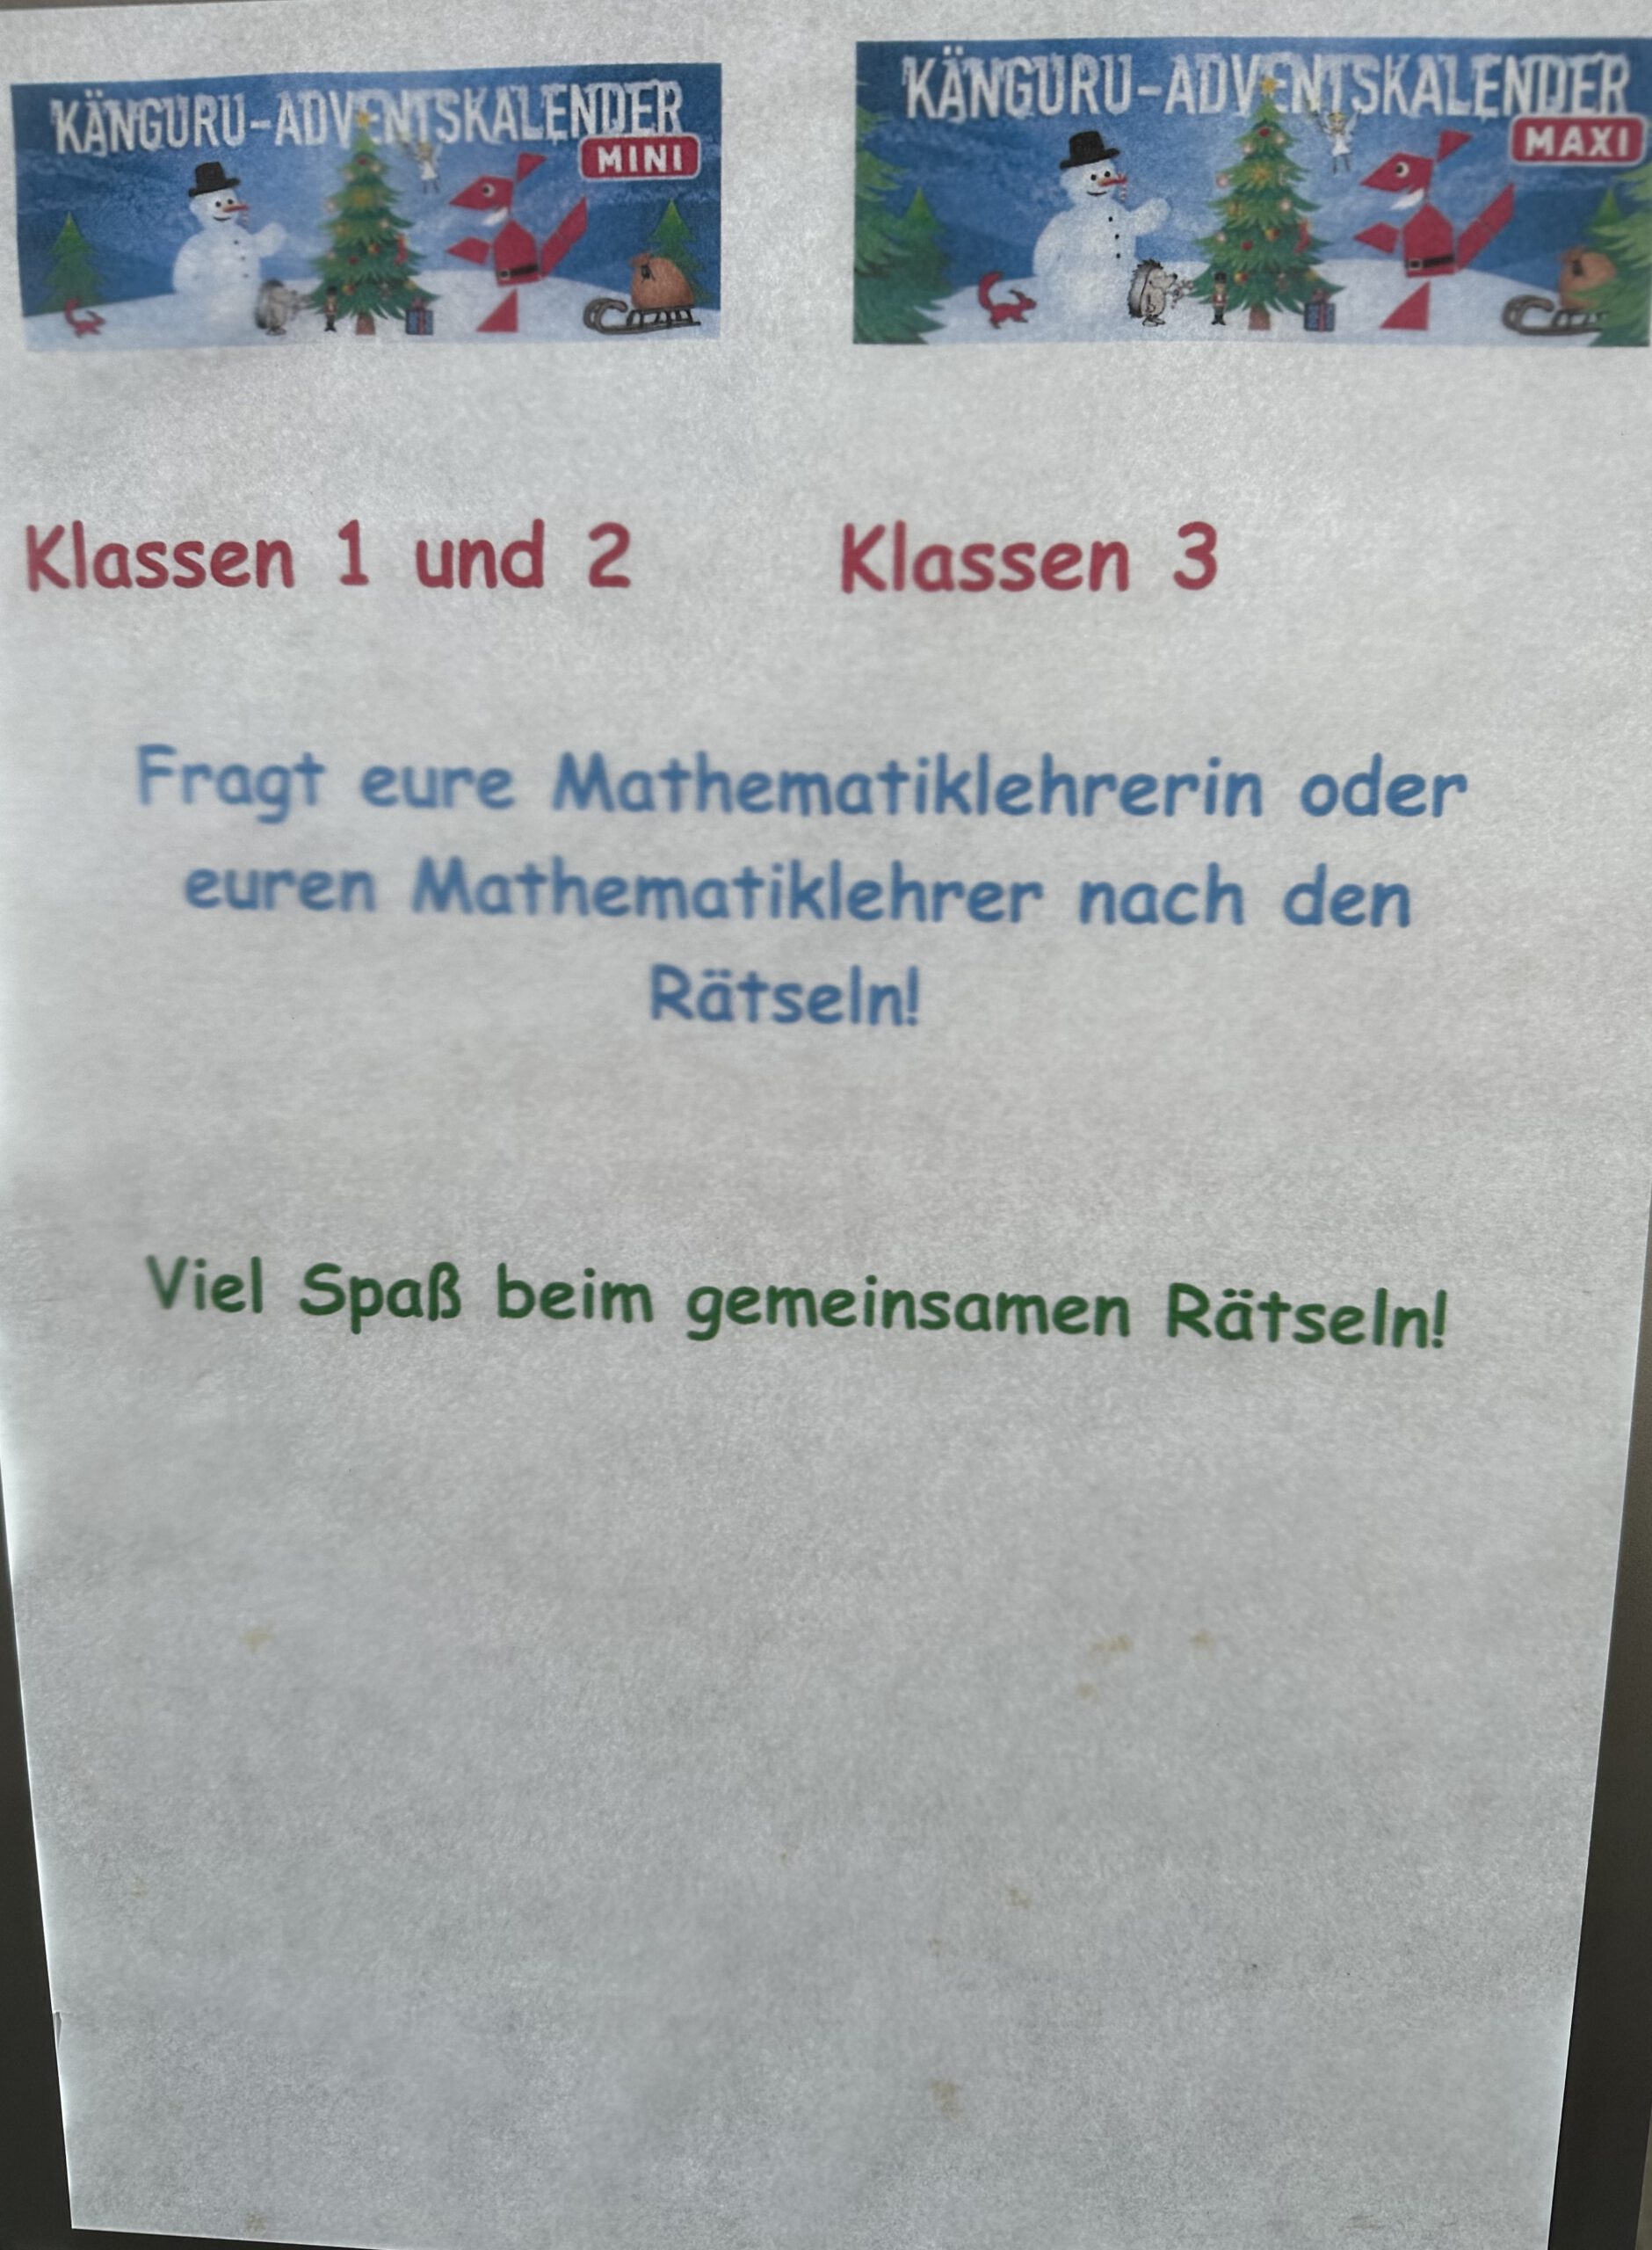 KÄNGURU-ADVENTSKALENDER
MINI
KÄNGURU-ADVENTSKALENDER
MAXI
Klassen 1 und 2
Klassen 3
Fragt eure Mathematiklehrerin oder
euren Mathematiklehrer nach den
Rätseln!
Viel Spaß beim gemeinsamen Rätseln!